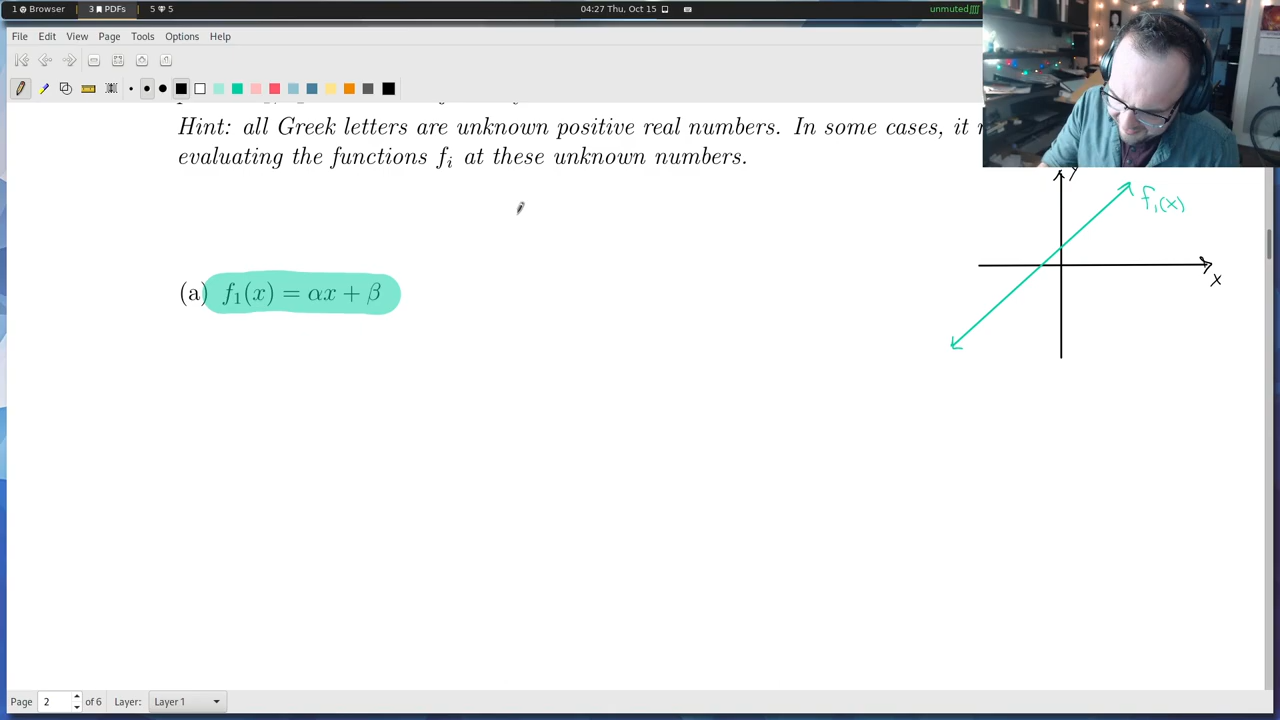 1 Browser 3 PDFs 5 5 04:27 Thu, Oct 15 unmuted
File Edit View Page Tools Options Help
Hint: all Greek letters are unknown positive real numbers. In some cases, it
evaluating the functions fᵢ at these unknown numbers.
y
f₁(x)
x
(a) f₁(x) = αx + β
Page 2 of 6 Layer: Layer 1